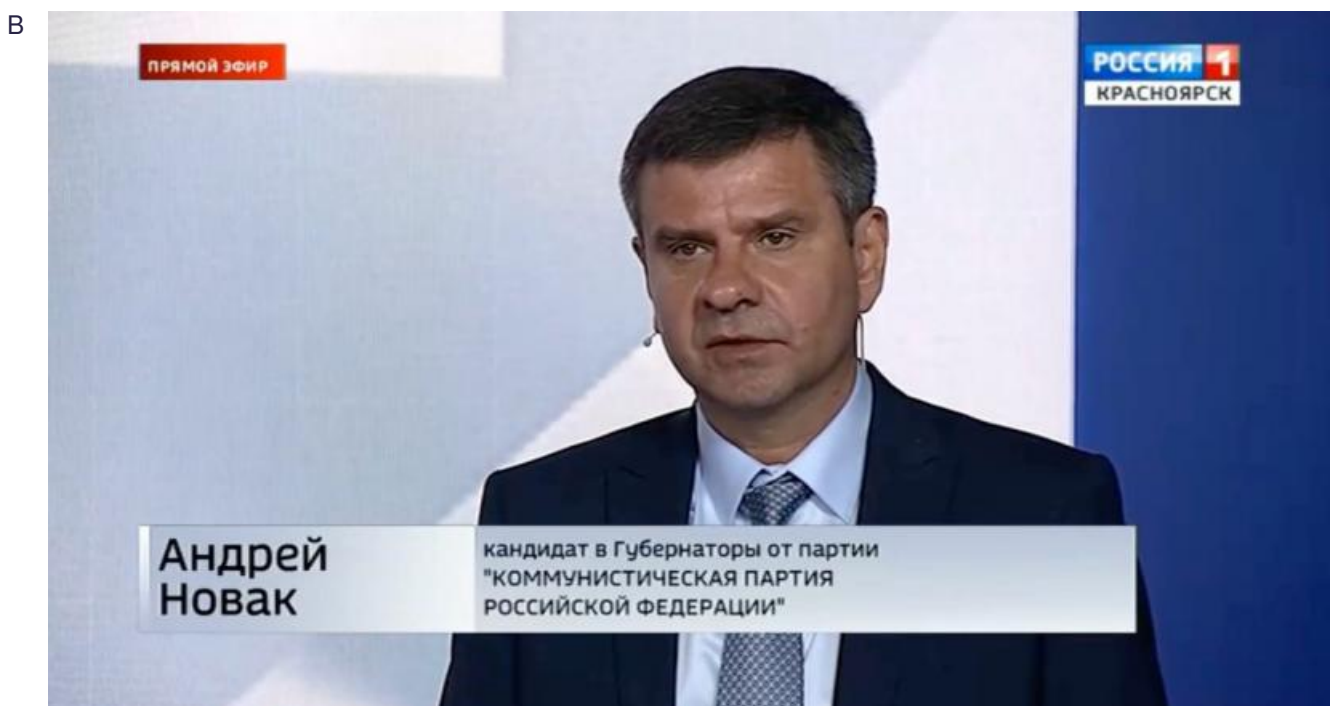 В
ПРЯМОЙ ЭФИР
РОССИЯ 1
КРАСНОЯРСК
Андрей
Новак
кандидат в Губернаторы от партии
"КОММУНИСТИЧЕСКАЯ ПАРТИЯ
РОССИЙСКОЙ ФЕДЕРАЦИИ"